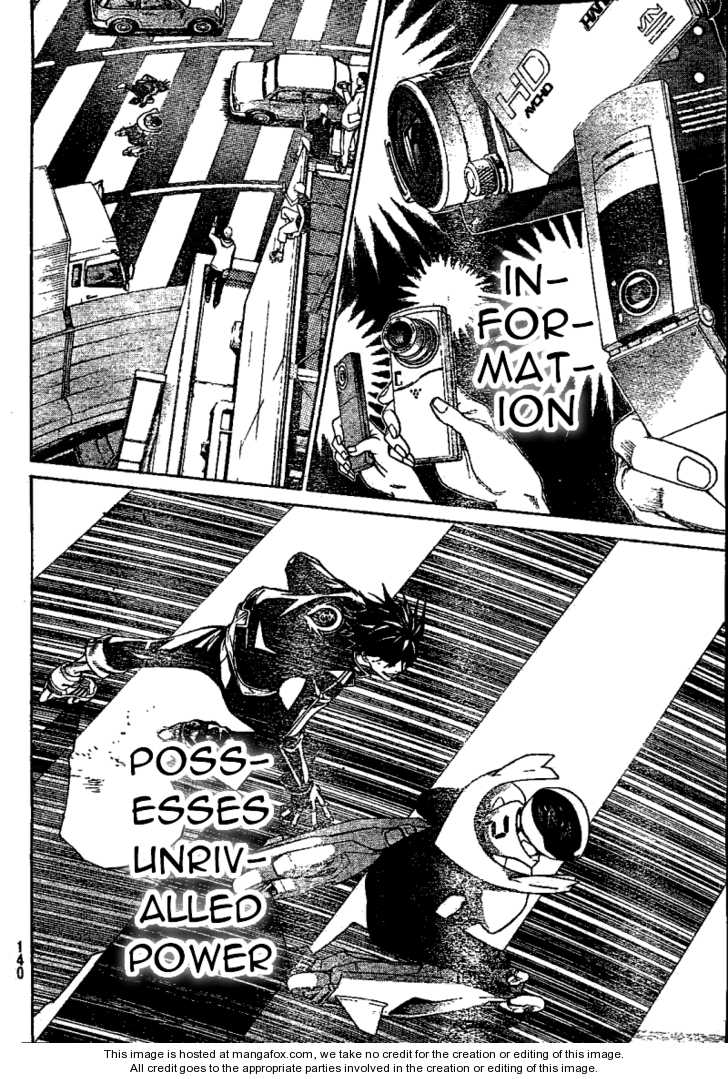 HD
IN-
FOR-
MAT-
ION
POSS-
ESSES
UNRIV-
ALLED
POWER
140
This image is hosted at mangafox.com, we take no credit for the creation or editing of this image.
All credit goes to the appropriate parties involved in the creation or editing of this image.